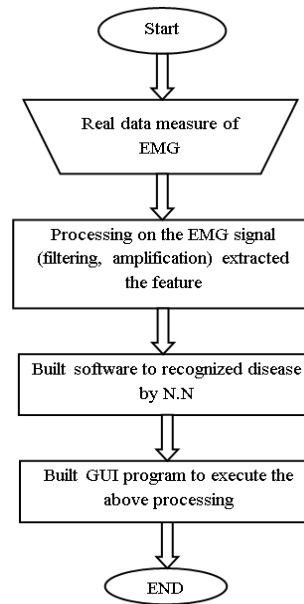 Start
Real data measure of
EMG
Processing on the EMG signal
(filtering, amplification) extracted
the feature
Built software to recognized disease
by N.N
Built GUI program to execute the
above processing
END